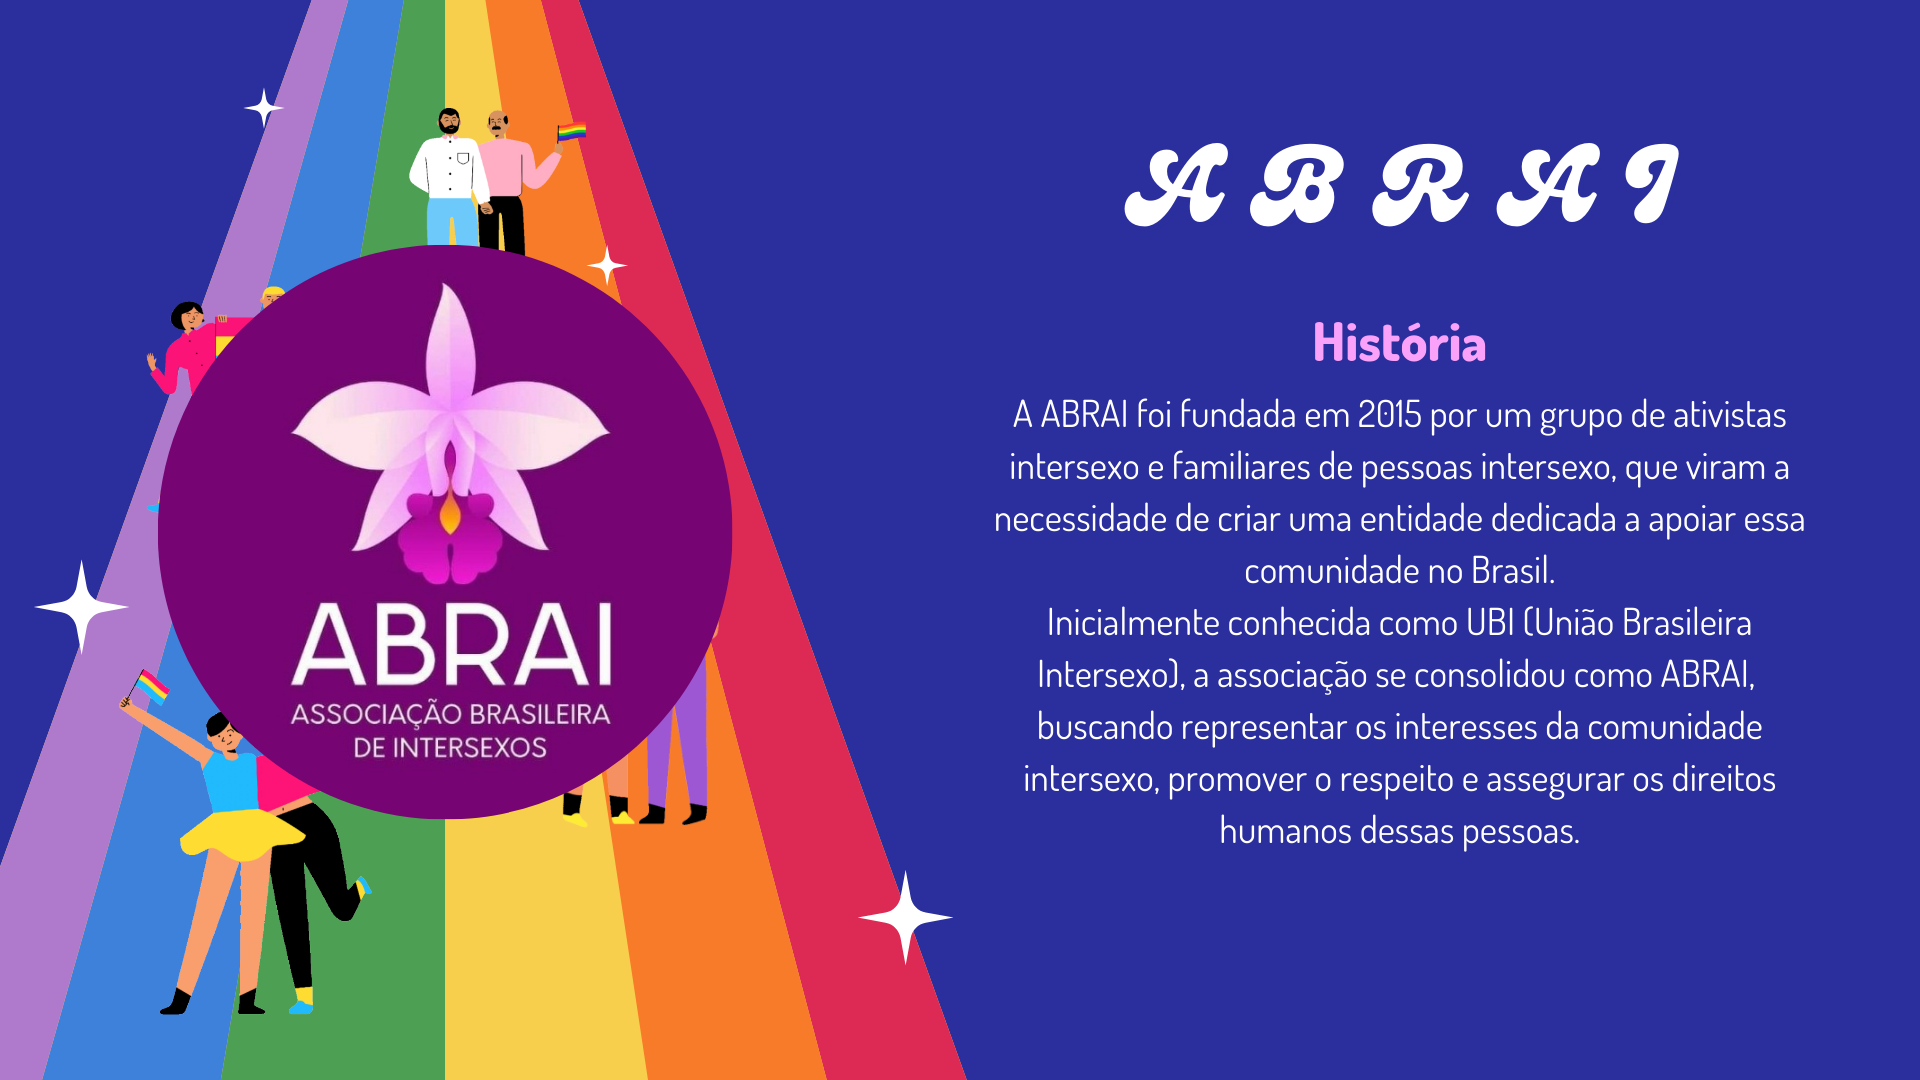 ABRAI
ASSOCIAÇÃO BRASILEIRA
DE INTERSEXOS
A B R A I
História
A ABRAI foi fundada em 2015 por um grupo de ativistas
intersexo e familiares de pessoas intersexo, que viram a
necessidade de criar uma entidade dedicada a apoiar essa
comunidade no Brasil.
Inicialmente conhecida como UBI (União Brasileira
Intersexo), a associação se consolidou como ABRAI,
buscando representar os interesses da comunidade
intersexo, promover o respeito e assegurar os direitos
humanos dessas pessoas.